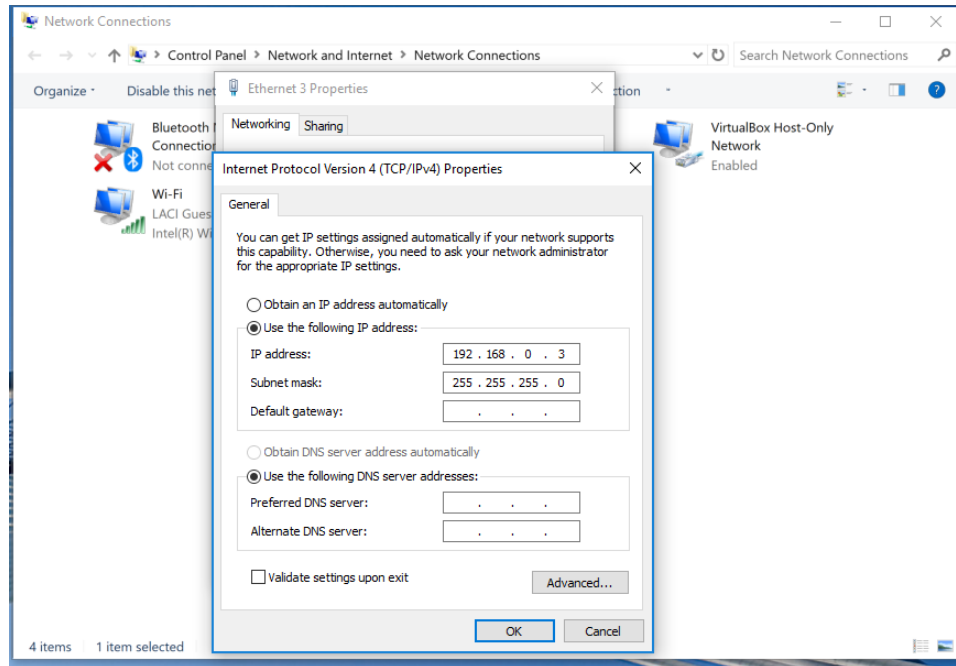 Network Connections
Control Panel > Network and Internet > Network Connections
Search Network Connections
Organize
Disable this net
Ethernet 3 Properties
ction
Networking
Sharing
Bluetooth
Connection
Not conne
VirtualBox Host-Only
Network
Enabled
Wi-Fi
LACI Gues
Intel(R) Wi
Internet Protocol Version 4 (TCP/IPv4) Properties
General
You can get IP settings assigned automatically if your network supports
this capability. Otherwise, you need to ask your network administrator
for the appropriate IP settings.
Obtain an IP address automatically
Use the following IP address:
IP address: 192 . 168 . 0 . 3
Subnet mask: 255 . 255 . 255 . 0
Default gateway: . . .
Obtain DNS server address automatically
Use the following DNS server addresses:
Preferred DNS server: . . .
Alternate DNS server: . . .
Validate settings upon exit
Advanced...
OK
Cancel
4 items
1 item selected